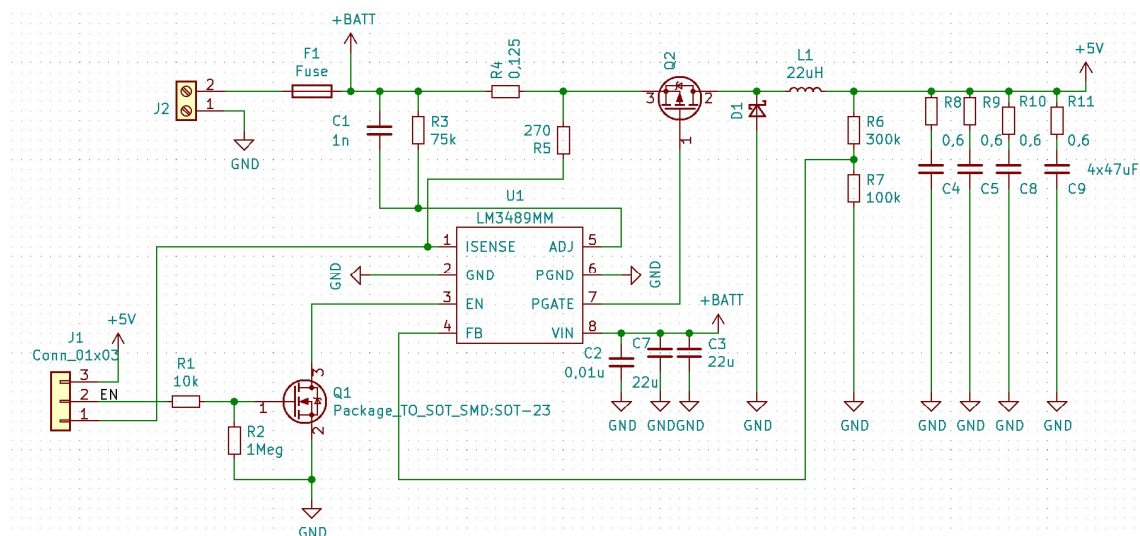 +BATT
F1
Fuse
R4
0,125
Q2
L1
22uH
+5V
2
1
J2
GND
C1
1n
R3
75k
270
R5
3
2
1
D1
R6
300k
R7
100k
R8
R9
R10
R11
0,6
0,6
0,6
0,6
4x47uF
C4
C5
C8
C9
U1
LM3489MM
1
ISENSE
ADJ
5
GND
2
GND
PGND
6
GND
3
EN
PGATE
7
4
FB
VIN
8
+BATT
C2
0,01u
C7
22u
C3
22u
+5V
J1
Conn_01x03
3
2
EN
1
R1
10k
R2
1Meg
1
3
2
Q1
Package_TO_SOT_SMD:SOT-23
GND
GND
GND
GND
GND
GND
GND
GND
GND
GND